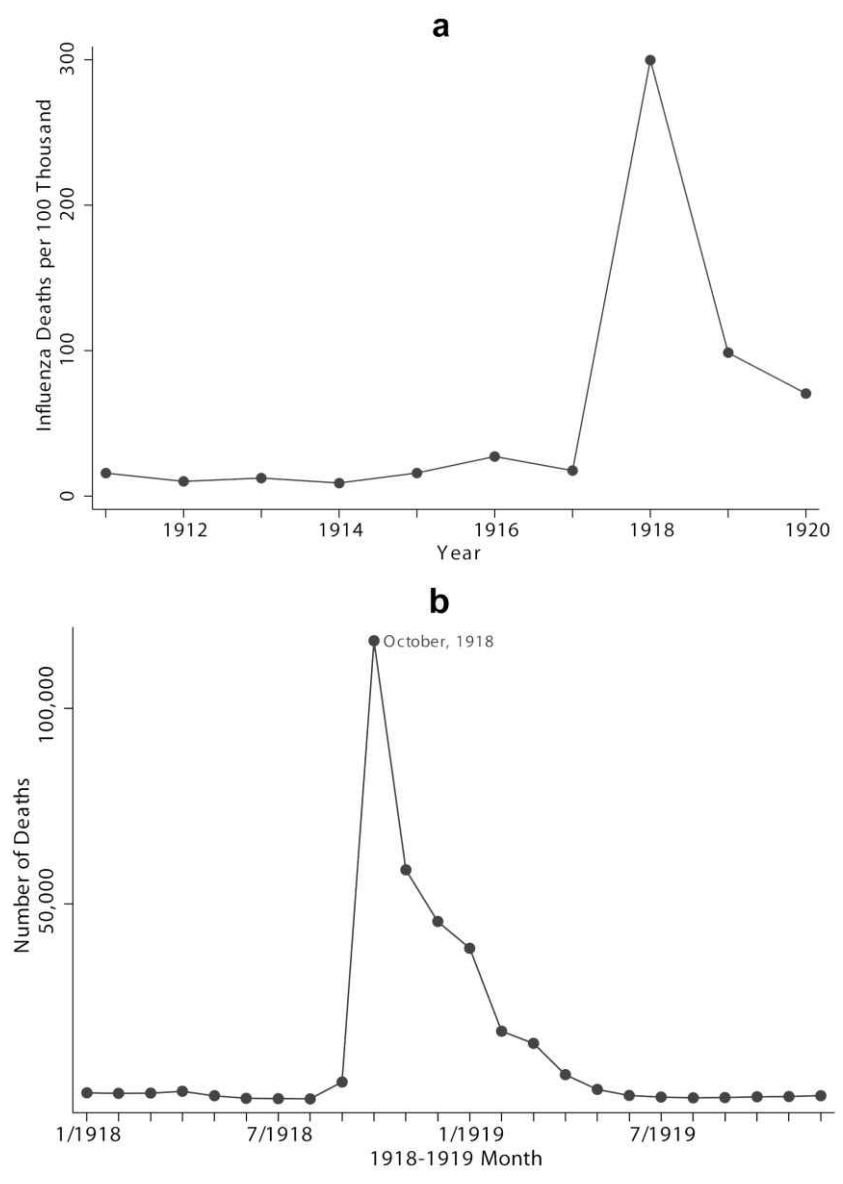 a
300
200
100
0
Influenza Deaths per 100 Thousand
1912 1914 1916 1918 1920
Year
b
October, 1918
100,000
50,000
Number of Deaths
1/1918 7/1918 1/1919 7/1919
1918-1919 Month